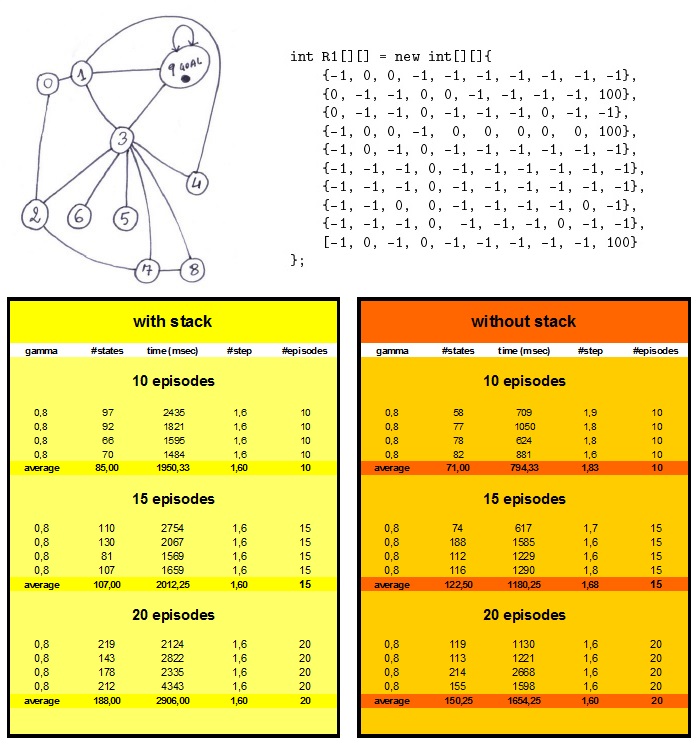 0
1
9 GOAL
3
4
2
6
5
7
8
int R1[][] = new int[][]{
{-1, 0, 0, -1, -1, -1, -1, -1, -1, -1},
{0, -1, -1, 0, 0, -1, -1, -1, -1, 100},
{0, -1, -1, 0, -1, -1, -1, 0, -1, -1},
{-1, 0, 0, -1, 0, 0, 0, 0, 0, 100},
{-1, 0, -1, 0, -1, -1, -1, -1, -1, -1},
{-1, -1, -1, 0, -1, -1, -1, -1, -1, -1},
{-1, -1, -1, 0, -1, -1, -1, -1, -1, -1},
{-1, -1, 0, 0, -1, -1, -1, -1, 0, -1},
{-1, -1, -1, 0, -1, -1, -1, 0, -1, -1},
[-1, 0, -1, 0, -1, -1, -1, -1, -1, 100}
};
with stack
gamma #states time (msec) #step #episodes
10 episodes
0,8 97 2435 1,6 10
0,8 92 1821 1,6 10
0,8 66 1595 1,6 10
0,8 70 1484 1,6 10
average 85,00 1950,33 1,60 10
15 episodes
0,8 110 2754 1,6 15
0,8 130 2067 1,6 15
0,8 81 1569 1,6 15
0,8 107 1659 1,6 15
average 107,00 2012,25 1,60 15
20 episodes
0,8 219 2124 1,6 20
0,8 143 2822 1,6 20
0,8 178 2335 1,6 20
0,8 212 4343 1,6 20
average 188,00 2906,00 1,60 20
without stack
gamma #states time (msec) #step #episodes
10 episodes
0,8 58 709 1,9 10
0,8 77 1050 1,8 10
0,8 78 624 1,8 10
0,8 82 881 1,6 10
average 71,00 794,33 1,83 10
15 episodes
0,8 74 617 1,7 15
0,8 188 1585 1,6 15
0,8 112 1229 1,6 15
0,8 116 1290 1,8 15
average 122,50 1180,25 1,68 15
20 episodes
0,8 119 1130 1,6 20
0,8 113 1221 1,6 20
0,8 214 2668 1,6 20
0,8 155 1598 1,6 20
average 150,25 1654,25 1,60 20